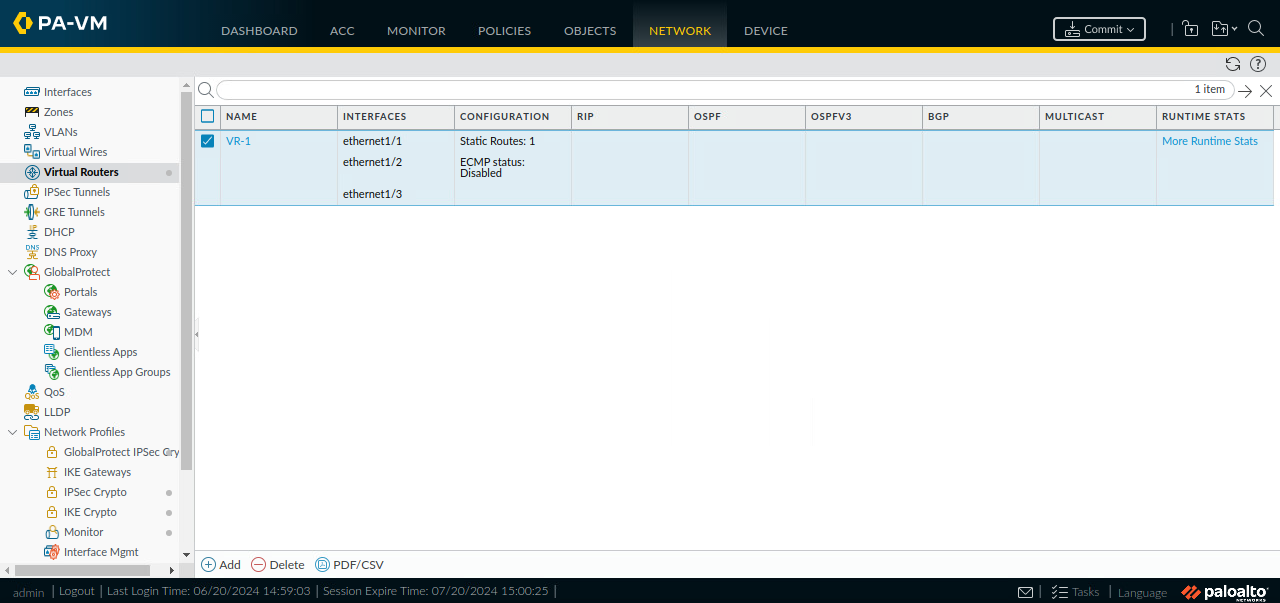 PA-VM
DASHBOARD ACC MONITOR POLICIES OBJECTS NETWORK DEVICE
Commit
1 item
NAME INTERFACES CONFIGURATION RIP OSPF OSPFV3 BGP MULTICAST RUNTIME STATS
VR-1 ethernet1/1 Static Routes: 1 More Runtime Stats
ethernet1/2 ECMP status:
Disabled
ethernet1/3
Interfaces
Zones
VLANs
Virtual Wires
Virtual Routers
IPSec Tunnels
GRE Tunnels
DHCP
DNS Proxy
GlobalProtect
Portals
Gateways
MDM
Clientless Apps
Clientless App Groups
QoS
LLDP
Network Profiles
GlobalProtect IPSec Cry
IKE Gateways
IPSec Crypto
IKE Crypto
Monitor
Interface Mgmt
Add Delete PDF/CSV
admin | Logout | Last Login Time: 06/20/2024 14:59:03 | Session Expire Time: 07/20/2024 15:00:25 |
Tasks | Language
paloalto
NETWORKS